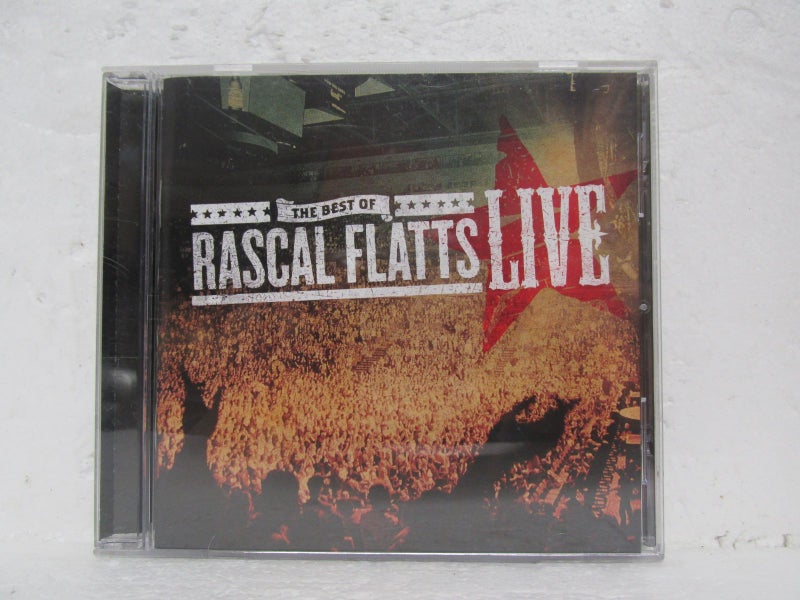 THE BEST OF
RASCAL FLATTS LIVE